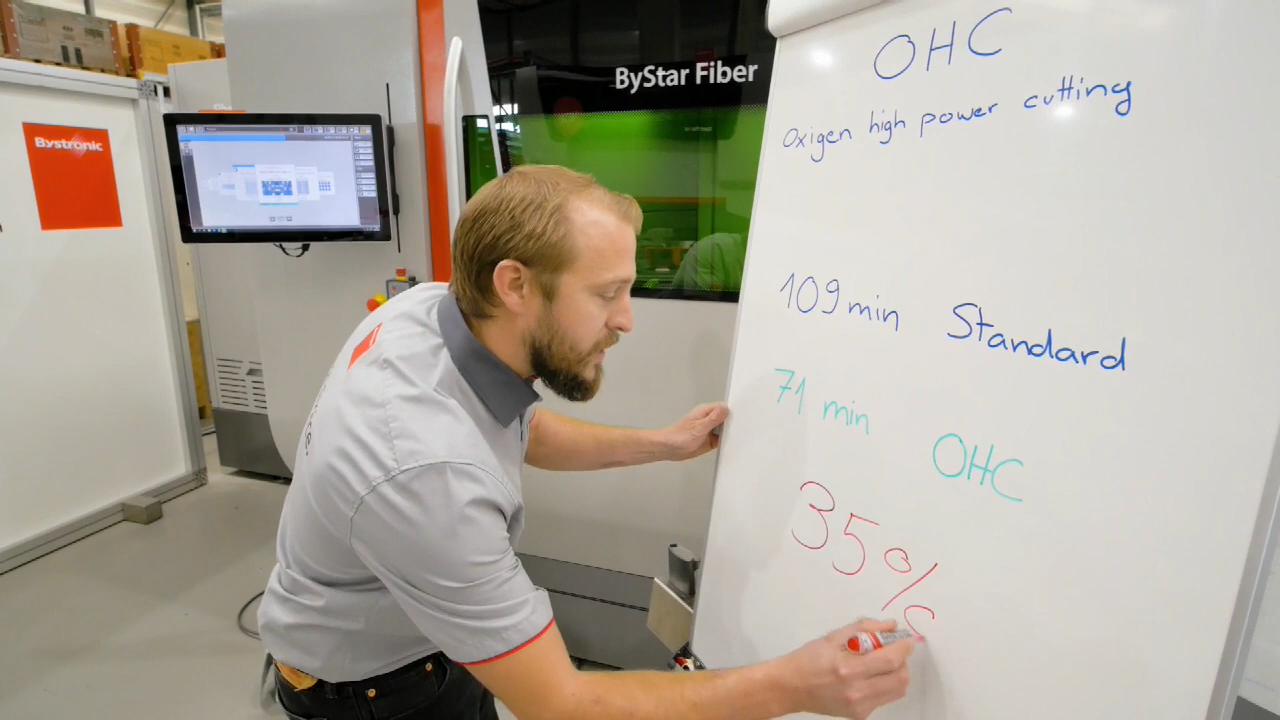 Bystronic
ByStar Fiber
OHC
Oxigen high power cutting
109 min Standard
71 min OHC
35%